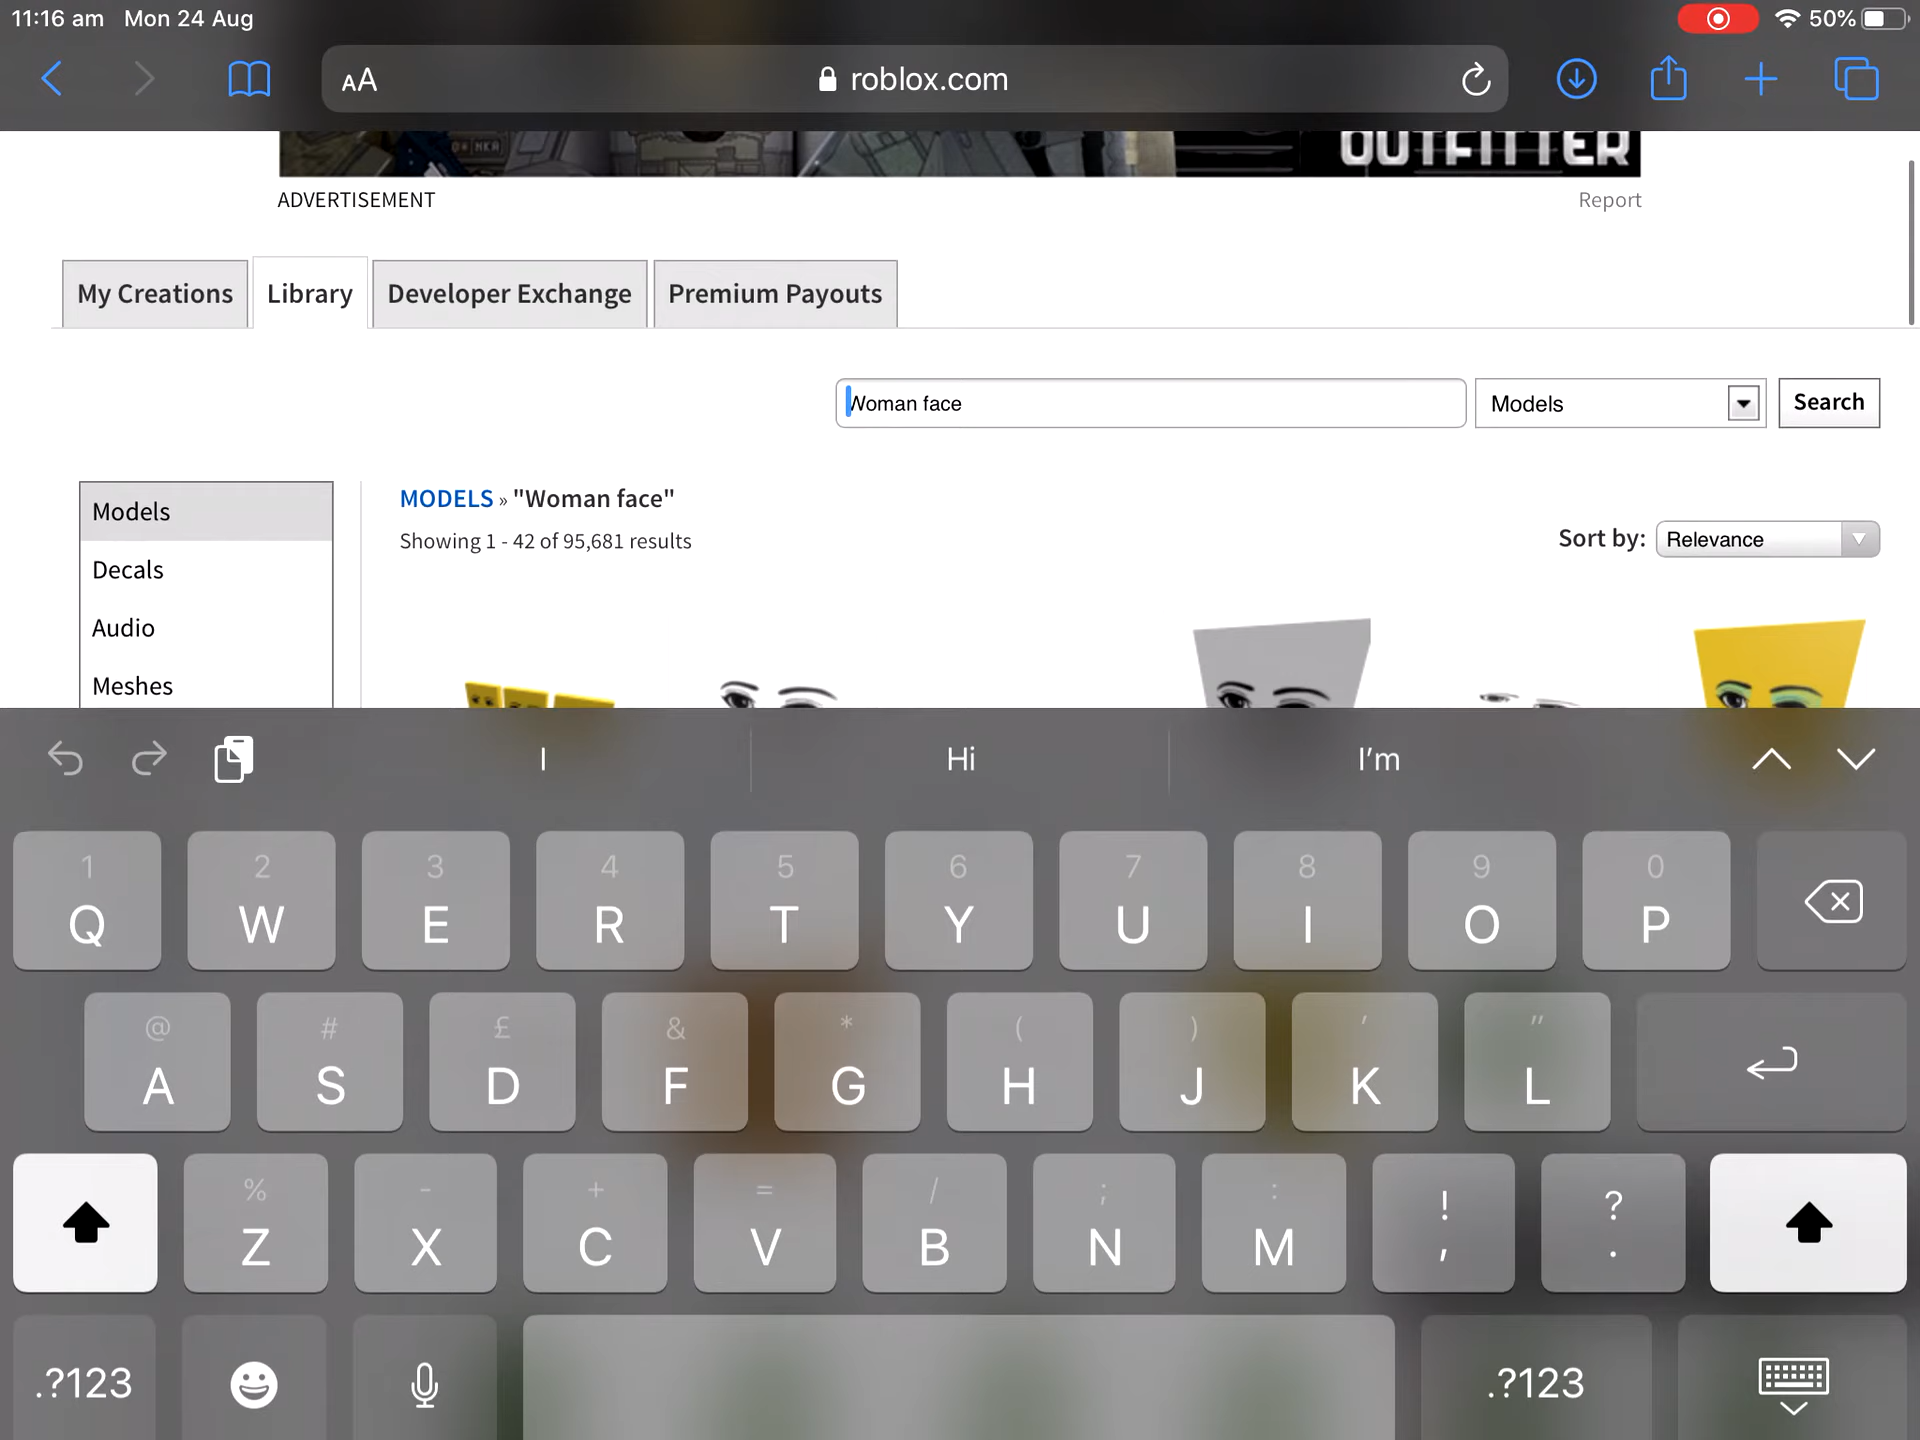 11:16 am Mon 24 Aug
50%
AA
roblox.com
OUTFITTER
ADVERTISEMENT
Report
My Creations
Library
Developer Exchange
Premium Payouts
Woman face
Models
Search
Models
Decals
Audio
Meshes
MODELS » "Woman face"
Showing 1 - 42 of 95,681 results
Sort by: Relevance
I
Hi
I'm
1 2 3 4 5 6 7 8 9 0
Q W E R T Y U I O P
@ # £ & * ( ) ' "
A S D F G H J K L
% - + = / ; : ! ?
Z X C V B N M , .
.?123
.?123